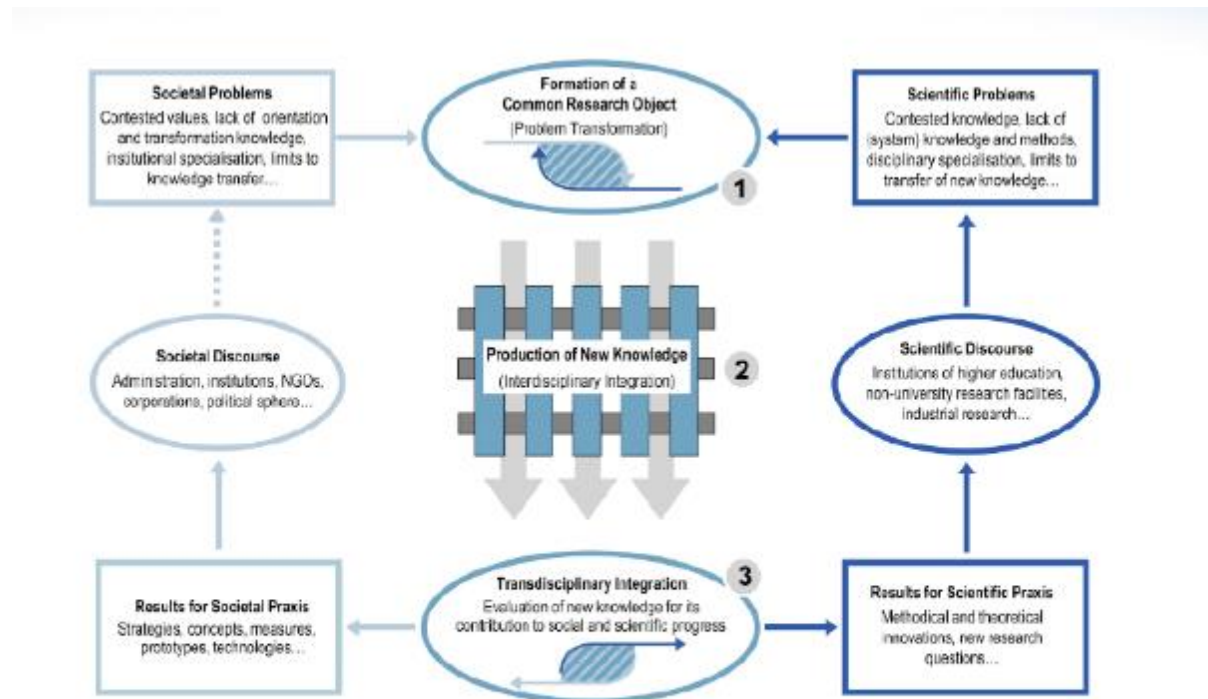 Societal Problems
Contested values, lack of orientation
and transformation knowledge,
institutional specialisation, limits to
knowledge transfer...
Formation of a
Common Research Object
(Problem Transformation)
1
Scientific Problems
Contested knowledge, lack of
(system) knowledge and methods,
disciplinary specialisation, limits to
transfer of new knowledge...
Societal Discourse
Administration, institutions, NGOs,
corporations, political sphere...
Production of New Knowledge
(Interdisciplinary Integration)
2
Scientific Discourse
Institutions of higher education,
non-university research facilities,
industrial research...
Results for Societal Praxis
Strategies, concepts, measures,
prototypes, technologies...
Transdisciplinary Integration
Evaluation of new knowledge for its
contribution to social and scientific progress
3
Results for Scientific Praxis
Methodical and theoretical
innovations, new research
questions...